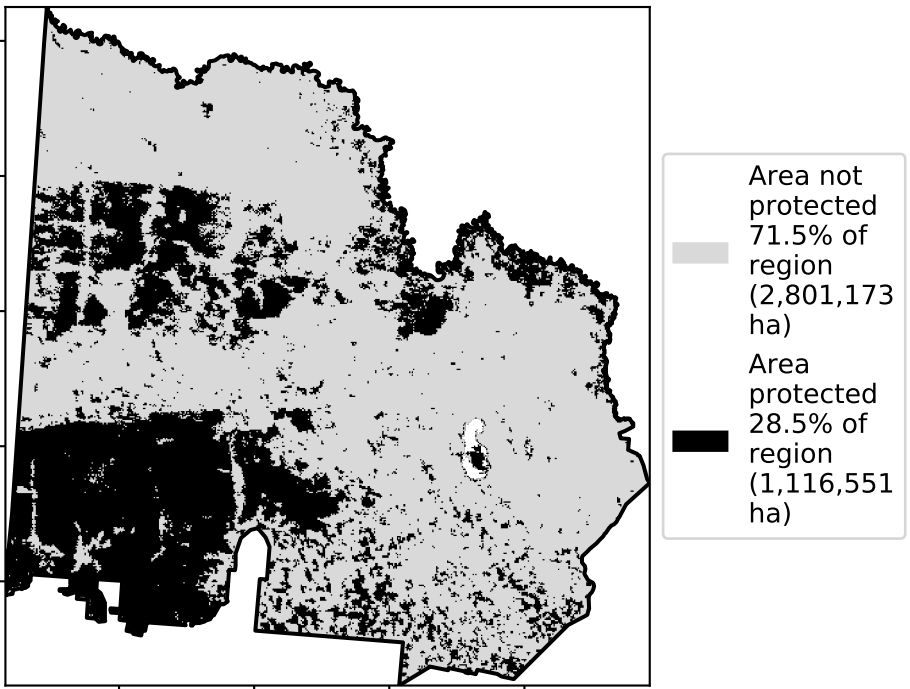 Area not
protected
71.5% of
region
(2,801,173
ha)
Area
protected
28.5% of
region
(1,116,551
ha)